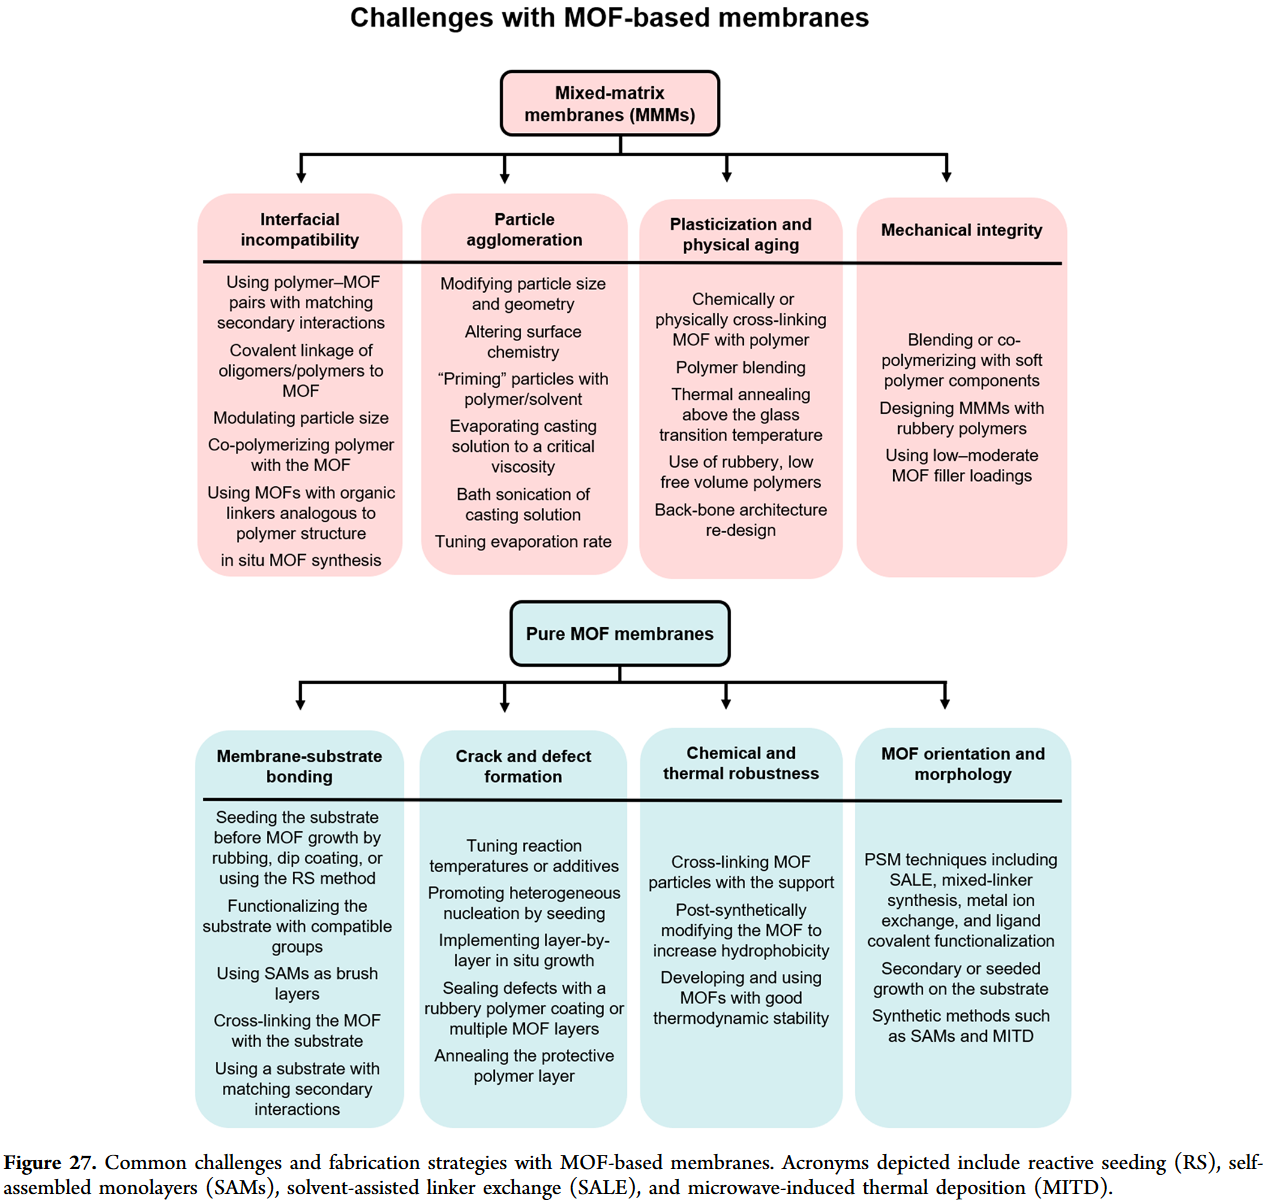 Challenges with MOF-based membranes
Mixed-matrix
membranes (MMMs)
Interfacial
incompatibility
Using polymer–MOF
pairs with matching
secondary interactions
Covalent linkage of
oligomers/polymers to
MOF
Modulating particle size
Co-polymerizing polymer
with the MOF
Using MOFs with organic
linkers analogous to
polymer structure
in situ MOF synthesis
Particle
agglomeration
Modifying particle size
and geometry
Altering surface
chemistry
“Priming” particles with
polymer/solvent
Evaporating casting
solution to a critical
viscosity
Bath sonication of
casting solution
Tuning evaporation rate
Plasticization and
physical aging
Chemically or
physically cross-linking
MOF with polymer
Polymer blending
Thermal annealing
above the glass
transition temperature
Use of rubbery, low
free volume polymers
Back-bone architecture
re-design
Mechanical integrity
Blending or co-
polymerizing with soft
polymer components
Designing MMMs with
rubbery polymers
Using low–moderate
MOF filler loadings
Pure MOF membranes
Membrane-substrate
bonding
Seeding the substrate
before MOF growth by
rubbing, dip coating, or
using the RS method
Functionalizing the
substrate with compatible
groups
Using SAMs as brush
layers
Cross-linking the MOF
with the substrate
Using a substrate with
matching secondary
interactions
Crack and defect
formation
Tuning reaction
temperatures or additives
Promoting heterogeneous
nucleation by seeding
Implementing layer-by-
layer in situ growth
Sealing defects with a
rubbery polymer coating or
multiple MOF layers
Annealing the protective
polymer layer
Chemical and
thermal robustness
Cross-linking MOF
particles with the support
Post-synthetically
modifying the MOF to
increase hydrophobicity
Developing and using
MOFs with good
thermodynamic stability
MOF orientation and
morphology
PSM techniques including
SALE, mixed-linker
synthesis, metal ion
exchange, and ligand
covalent functionalization
Secondary or seeded
growth on the substrate
Synthetic methods such
as SAMs and MITD
Figure 27. Common challenges and fabrication strategies with MOF-based membranes. Acronyms depicted include reactive seeding (RS), self-
assembled monolayers (SAMs), solvent-assisted linker exchange (SALE), and microwave-induced thermal deposition (MITD).